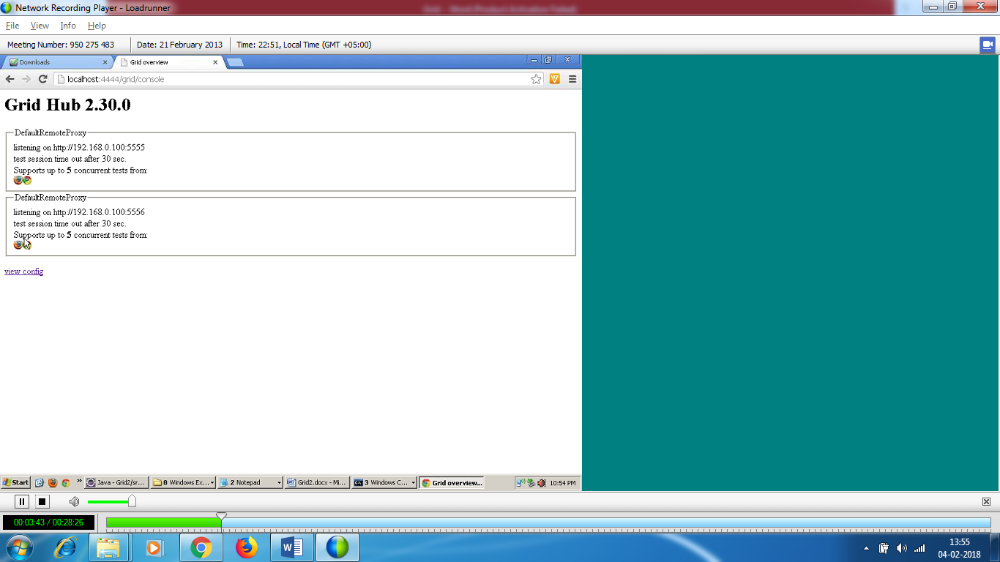 Network Recording Player - Loadrunner
File View Info Help
Meeting Number: 950 275 483 Date: 21 February 2013 Time: 22:51, Local Time (GMT +05:00)
Downloads Grid overview
localhost:4444/grid/console
Grid Hub 2.30.0
DefaultRemoteProxy
listening on http://192.168.0.100:5555
test session time out after 30 sec.
Supports up to 5 concurrent tests from:
DefaultRemoteProxy
listening on http://192.168.0.100:5556
test session time out after 30 sec.
Supports up to 5 concurrent tests from:
view config
Start Java - Grid2/sr... 8 Windows Ex... 2 Notepad Grid2.docx - Mi... 3 Windows C... Grid overview... 10:54 PM
00:03:43 / 00:28:26
13:55
04-02-2018